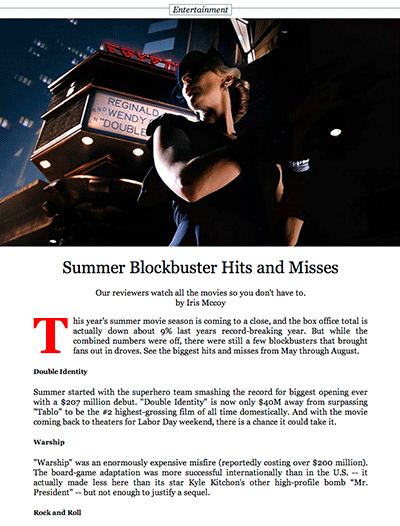 Entertainment
EGYPT
REGINALD
AND WENDY
IN "DOUBLE
Summer Blockbuster Hits and Misses
Our reviewers watch all the movies so you don't have to.
by Iris Mccoy
This year's summer movie season is coming to a close, and the box office total is
actually down about 9% last years record-breaking year. But while the
combined numbers were off, there were still a few blockbusters that brought
fans out in droves. See the biggest hits and misses from May through August.
Double Identity
Summer started with the superhero team smashing the record for biggest opening ever
with a $207 million debut. "Double Identity" is now only $40M away from surpassing
"Tablo" to be the #2 highest-grossing film of all time domestically. And with the movie
coming back to theaters for Labor Day weekend, there is a chance it could take it.
Warship
"Warship" was an enormously expensive misfire (reportedly costing over $200 million).
The board-game adaptation was more successful internationally than in the U.S. -- it
actually made less here than its star Kyle Kitchon's other high-profile bomb “Mr.
President” -- but not enough to justify a sequel.
Rock and Roll